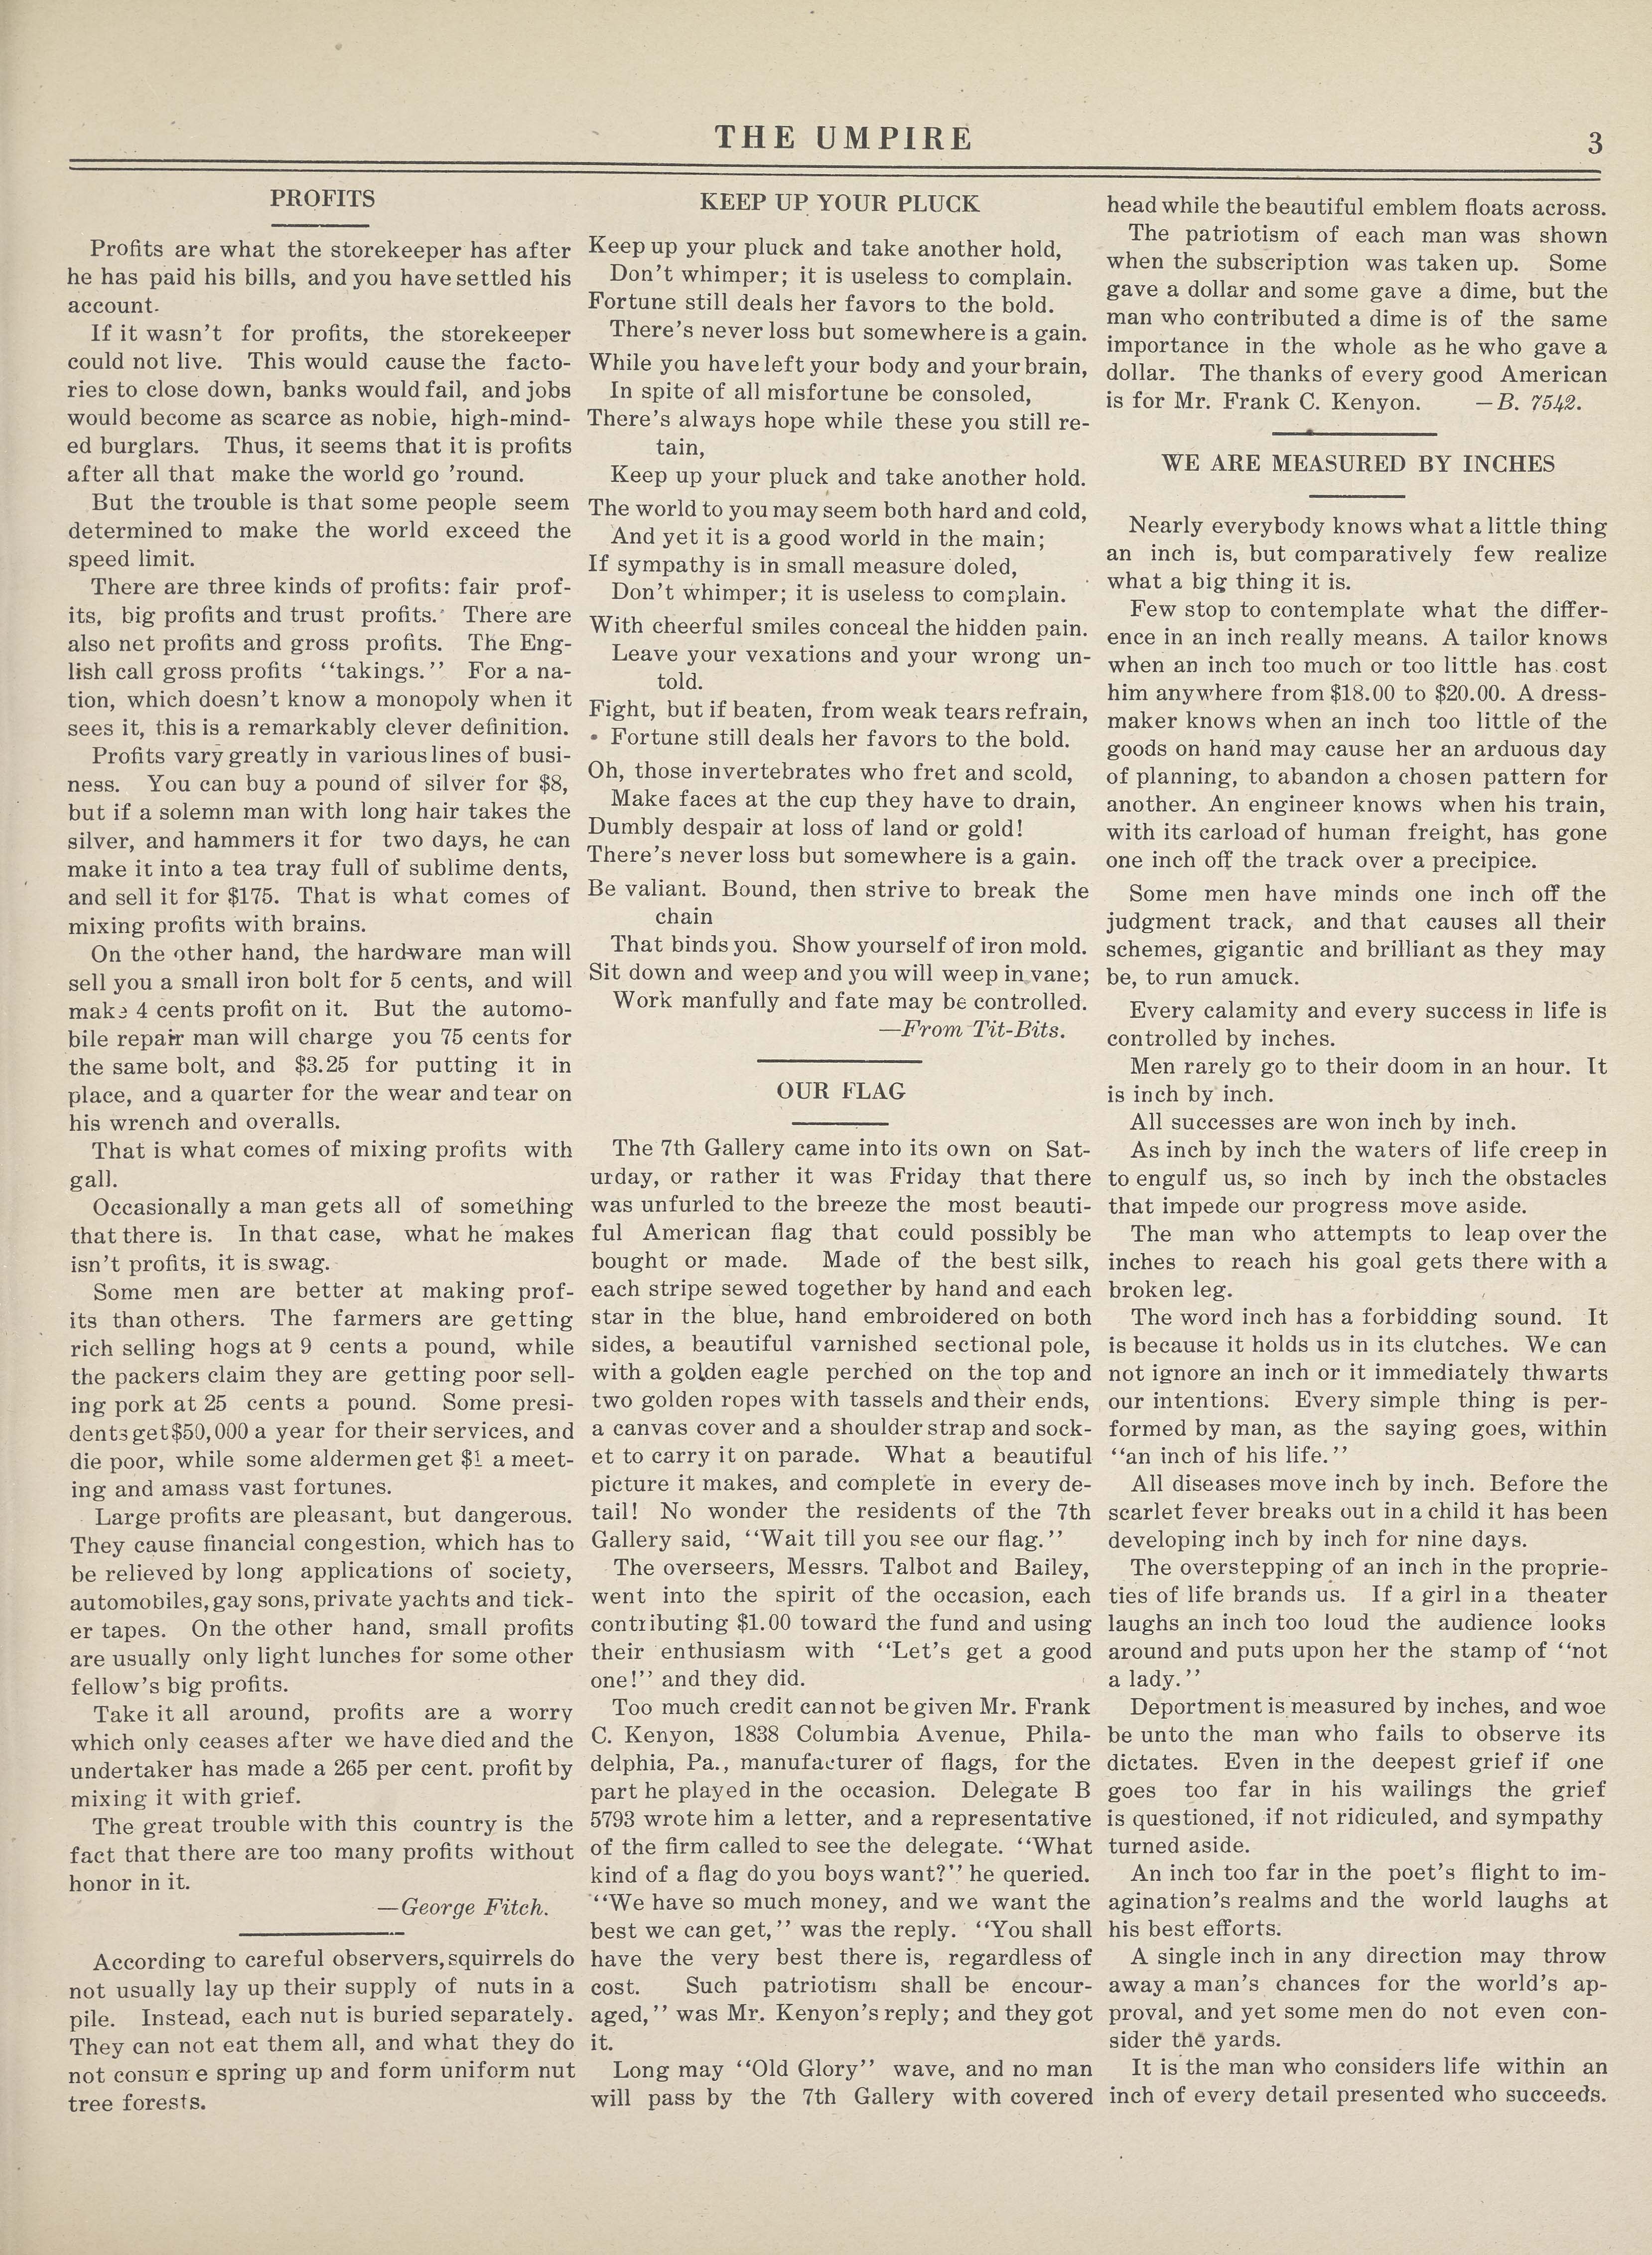 THE UMPIRE
3
PROFITS
Profits are what the storekeeper has after
he has paid his bills, and you have settled his
account.
If it wasn't for profits, the storekeeper
could not live. This would cause the facto-
ries to close down, banks would fail, and jobs
would become as scarce as noble, high-mind-
ed burglars. Thus, it seems that it is profits
after all that make the world go 'round.
But the trouble is that some people seem
determined to make the world exceed the
speed limit.
There are three kinds of profits: fair prof-
its, big profits and trust profits. There are
also net profits and gross profits. The Eng-
lish call gross profits "takings." For a na-
tion, which doesn't know a monopoly when it
sees it, this is a remarkably clever definition.
Profits vary greatly in various lines of busi-
ness. You can buy a pound of silver for $8,
but if a solemn man with long hair takes the
silver, and hammers it for two days, he can
make it into a tea tray full of sublime dents,
and sell it for $175. That is what comes of
mixing profits with brains.
On the other hand, the hardware man will
sell you a small iron bolt for 5 cents, and will
make 4 cents profit on it. But the automo-
bile repair man will charge you 75 cents for
the same bolt, and $3.25 for putting it in
place, and a quarter for the wear and tear on
his wrench and overalls.
That is what comes of mixing profits with
gall.
Occasionally a man gets all of something
that there is. In that case, what he makes
isn't profits, it is swag.
Some men are better at making prof-
its than others. The farmers are getting
rich selling hogs at 9 cents a pound, while
the packers claim they are getting poor sell-
ing pork at 25 cents a pound. Some presi-
dents get $50,000 a year for their services, and
die poor, while some aldermen get $1 a meet-
ing and amass vast fortunes.
Large profits are pleasant, but dangerous.
They cause financial congestion, which has to
be relieved by long applications of society,
automobiles, gay sons, private yachts and tick-
er tapes. On the other hand, small profits
are usually only light lunches for some other
fellow's big profits.
Take it all around, profits are a worry
which only ceases after we have died and the
undertaker has made a 265 per cent. profit by
mixing it with grief.
The great trouble with this country is the
fact that there are too many profits without
honor in it.
—George Fitch.
According to careful observers, squirrels do
not usually lay up their supply of nuts in a
pile. Instead, each nut is buried separately.
They can not eat them all, and what they do
not consume spring up and form uniform nut
tree forests.
KEEP UP YOUR PLUCK
Keep up your pluck and take another hold,
Don't whimper; it is useless to complain.
Fortune still deals her favors to the bold.
There's never loss but somewhere is a gain.
While you have left your body and your brain,
In spite of all misfortune be consoled,
There's always hope while these you still re-
tain,
Keep up your pluck and take another hold.
The world to you may seem both hard and cold,
And yet it is a good world in the main;
If sympathy is in small measure doled,
Don't whimper; it is useless to complain.
With cheerful smiles conceal the hidden pain.
Leave your vexations and your wrong un-
told.
Fight, but if beaten, from weak tears refrain,
Fortune still deals her favors to the bold.
Oh, those invertebrates who fret and scold,
Make faces at the cup they have to drain,
Dumbly despair at loss of land or gold!
There's never loss but somewhere is a gain.
Be valiant. Bound, then strive to break the
chain
That binds you. Show yourself of iron mold.
Sit down and weep and you will weep in vane;
Work manfully and fate may be controlled.
—From Tit-Bits.
OUR FLAG
The 7th Gallery came into its own on Sat-
urday, or rather it was Friday that there
was unfurled to the breeze the most beauti-
ful American flag that could possibly be
bought or made. Made of the best silk,
each stripe sewed together by hand and each
star in the blue, hand embroidered on both
sides, a beautiful varnished sectional pole,
with a golden eagle perched on the top and
two golden ropes with tassels and their ends,
a canvas cover and a shoulder strap and sock-
et to carry it on parade. What a beautiful
picture it makes, and complete in every de-
tail! No wonder the residents of the 7th
Gallery said, "Wait till you see our flag."
The overseers, Messrs. Talbot and Bailey,
went into the spirit of the occasion, each
contributing $1.00 toward the fund and using
their enthusiasm with "Let's get a good
one!" and they did.
Too much credit cannot be given Mr. Frank
C. Kenyon, 1838 Columbia Avenue, Phila-
delphia, Pa., manufacturer of flags, for the
part he played in the occasion. Delegate B
5793 wrote him a letter, and a representative
of the firm called to see the delegate. "What
kind of a flag do you boys want?" he queried.
"We have so much money, and we want the
best we can get," was the reply. "You shall
have the very best there is, regardless of
cost. Such patriotism shall be encour-
aged," was Mr. Kenyon's reply; and they got
it.
Long may "Old Glory" wave, and no man
will pass by the 7th Gallery with covered
head while the beautiful emblem floats across.
The patriotism of each man was shown
when the subscription was taken up. Some
gave a dollar and some gave a dime, but the
man who contributed a dime is of the same
importance in the whole as he who gave a
dollar. The thanks of every good American
is for Mr. Frank C. Kenyon. —B. 7542.
WE ARE MEASURED BY INCHES
Nearly everybody knows what a little thing
an inch is, but comparatively few realize
what a big thing it is.
Few stop to contemplate what the differ-
ence in an inch really means. A tailor knows
when an inch too much or too little has cost
him anywhere from $18.00 to $20.00. A dress-
maker knows when an inch too little of the
goods on hand may cause her an arduous day
of planning, to abandon a chosen pattern for
another. An engineer knows when his train,
with its carload of human freight, has gone
one inch off the track over a precipice.
Some men have minds one inch off the
judgment track, and that causes all their
schemes, gigantic and brilliant as they may
be, to run amuck.
Every calamity and every success in life is
controlled by inches.
Men rarely go to their doom in an hour. It
is inch by inch.
All successes are won inch by inch.
As inch by inch the waters of life creep in
to engulf us, so inch by inch the obstacles
that impede our progress move aside.
The man who attempts to leap over the
inches to reach his goal gets there with a
broken leg.
The word inch has a forbidding sound. It
is because it holds us in its clutches. We can
not ignore an inch or it immediately thwarts
our intentions. Every simple thing is per-
formed by man, as the saying goes, within
"an inch of his life."
All diseases move inch by inch. Before the
scarlet fever breaks out in a child it has been
developing inch by inch for nine days.
The overstepping of an inch in the proprie-
ties of life brands us. If a girl in a theater
laughs an inch too loud the audience looks
around and puts upon her the stamp of "not
a lady."
Deportment is measured by inches, and woe
be unto the man who fails to observe its
dictates. Even in the deepest grief if one
goes too far in his wailings the grief
is questioned, if not ridiculed, and sympathy
turned aside.
An inch too far in the poet's flight to im-
agination's realms and the world laughs at
his best efforts.
A single inch in any direction may throw
away a man's chances for the world's ap-
proval, and yet some men do not even con-
sider the yards.
It is the man who considers life within an
inch of every detail presented who succeeds.